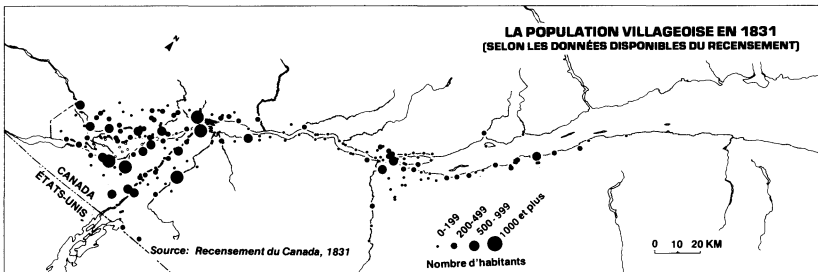 LA POPULATION VILLAGEOISE EN 1831
(SELON LES DONNÉES DISPONIBLES DU RECENSEMENT)
N
CANADA
ÉTATS-UNIS
Source: Recensement du Canada, 1831
0-199
200-499
500-999
1000 et plus
Nombre d'habitants
0 10 20 KM